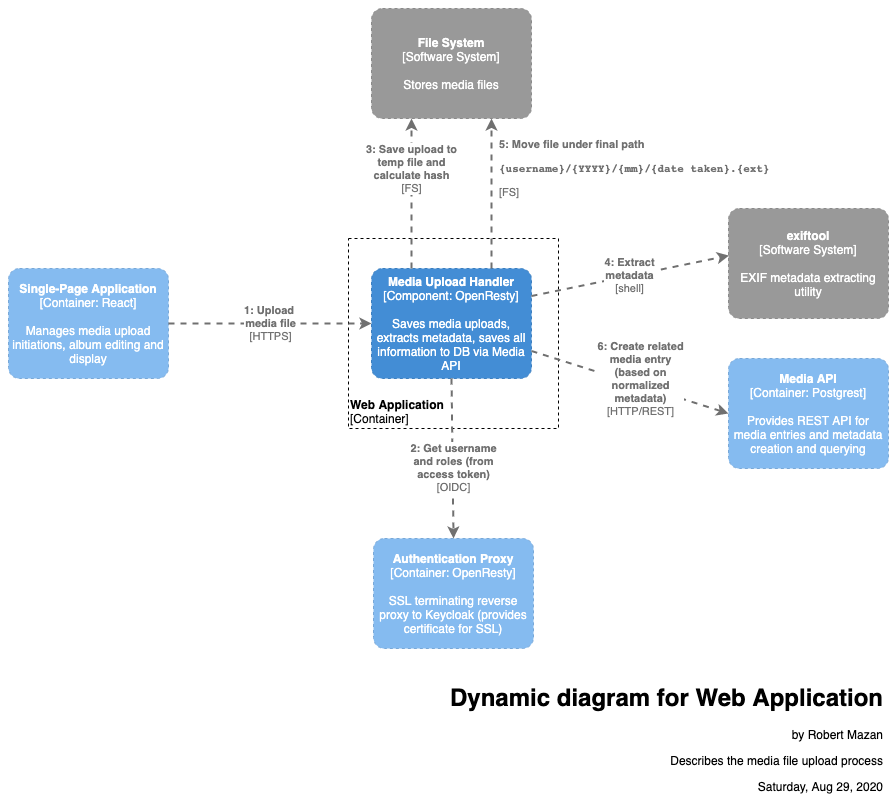 File System
[Software System]
Stores media files
3: Save upload to
temp file and
calculate hash
[FS]
5: Move file under final path
{username}/{YYYY}/{mm}/{date taken}.{ext}
[FS]
exiftool
[Software System]
EXIF metadata extracting
utility
4: Extract
metadata
[shell]
Single-Page Application
[Container: React]
Manages media upload
initiations, album editing and
display
1: Upload
media file
[HTTPS]
Media Upload Handler
[Component: OpenResty]
Saves media uploads,
extracts metadata, saves all
information to DB via Media
API
6: Create related
media entry
(based on
normalized
metadata)
[HTTP/REST]
Media API
[Container: Postgrest]
Provides REST API for
media entries and metadata
creation and querying
Web Application
[Container]
2: Get username
and roles (from
access token)
[OIDC]
Authentication Proxy
[Container: OpenResty]
SSL terminating reverse
proxy to Keycloak (provides
certificate for SSL)
Dynamic diagram for Web Application
by Robert Mazan
Describes the media file upload process
Saturday, Aug 29, 2020